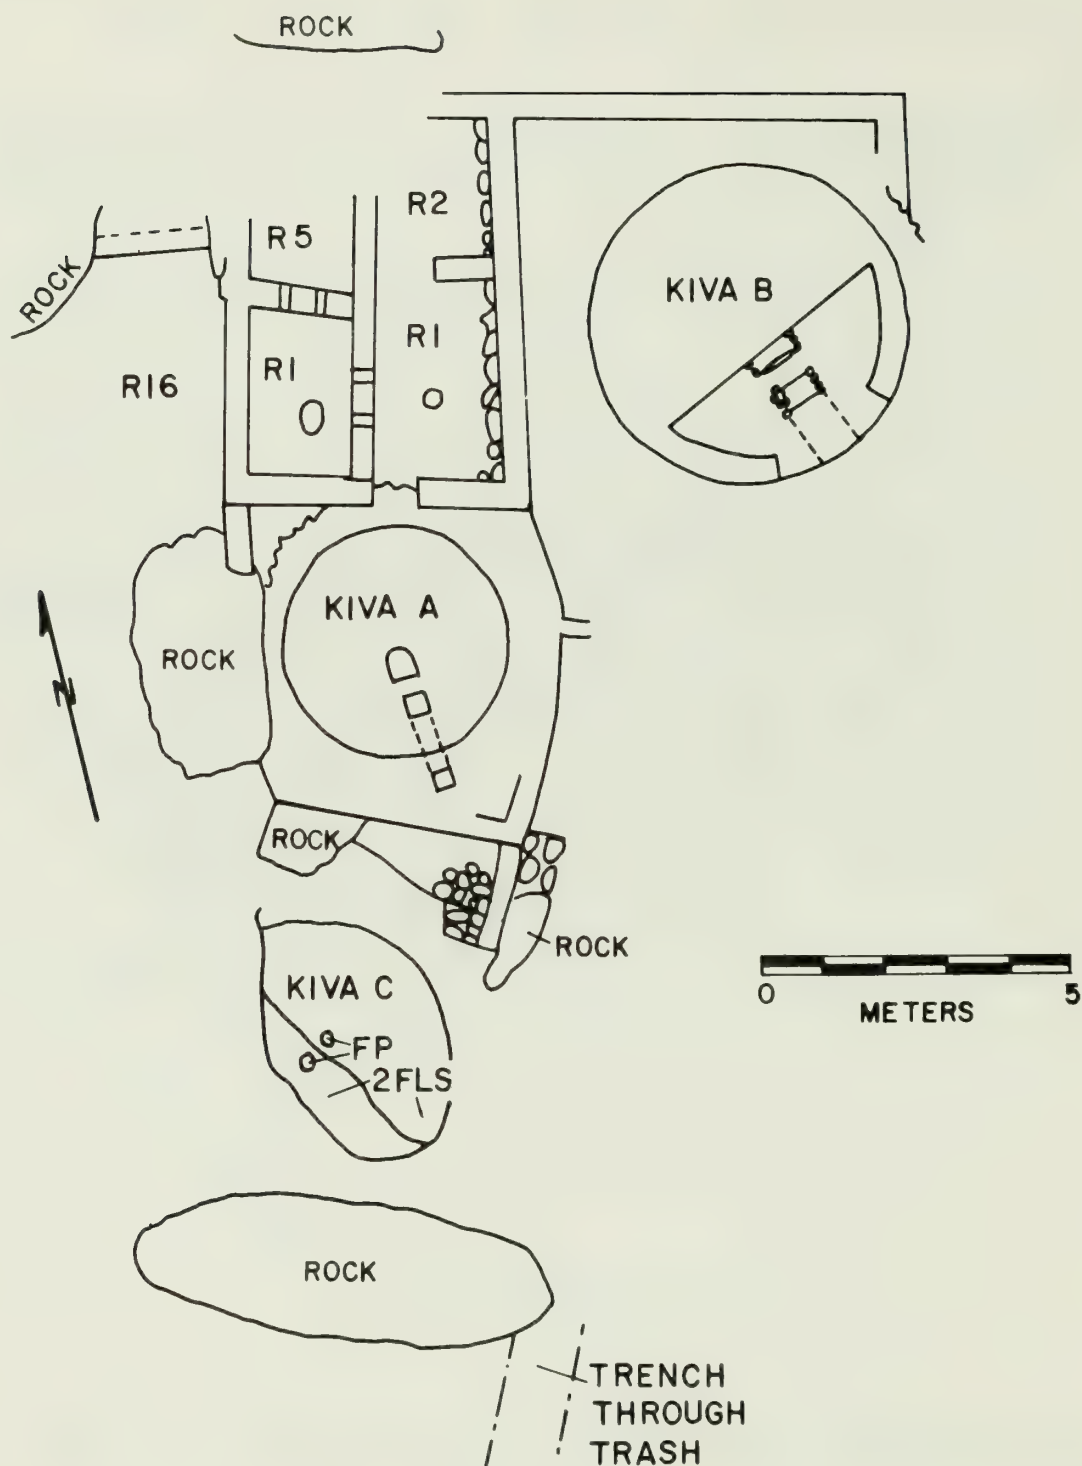 ROCK
R2
R5
ROCK
KIVA B
R1
R1
R16
KIVA A
ROCK
N
ROCK
ROCK
KIVA C
0 5
METERS
FP
2FLS
ROCK
TRENCH
THROUGH
TRASH